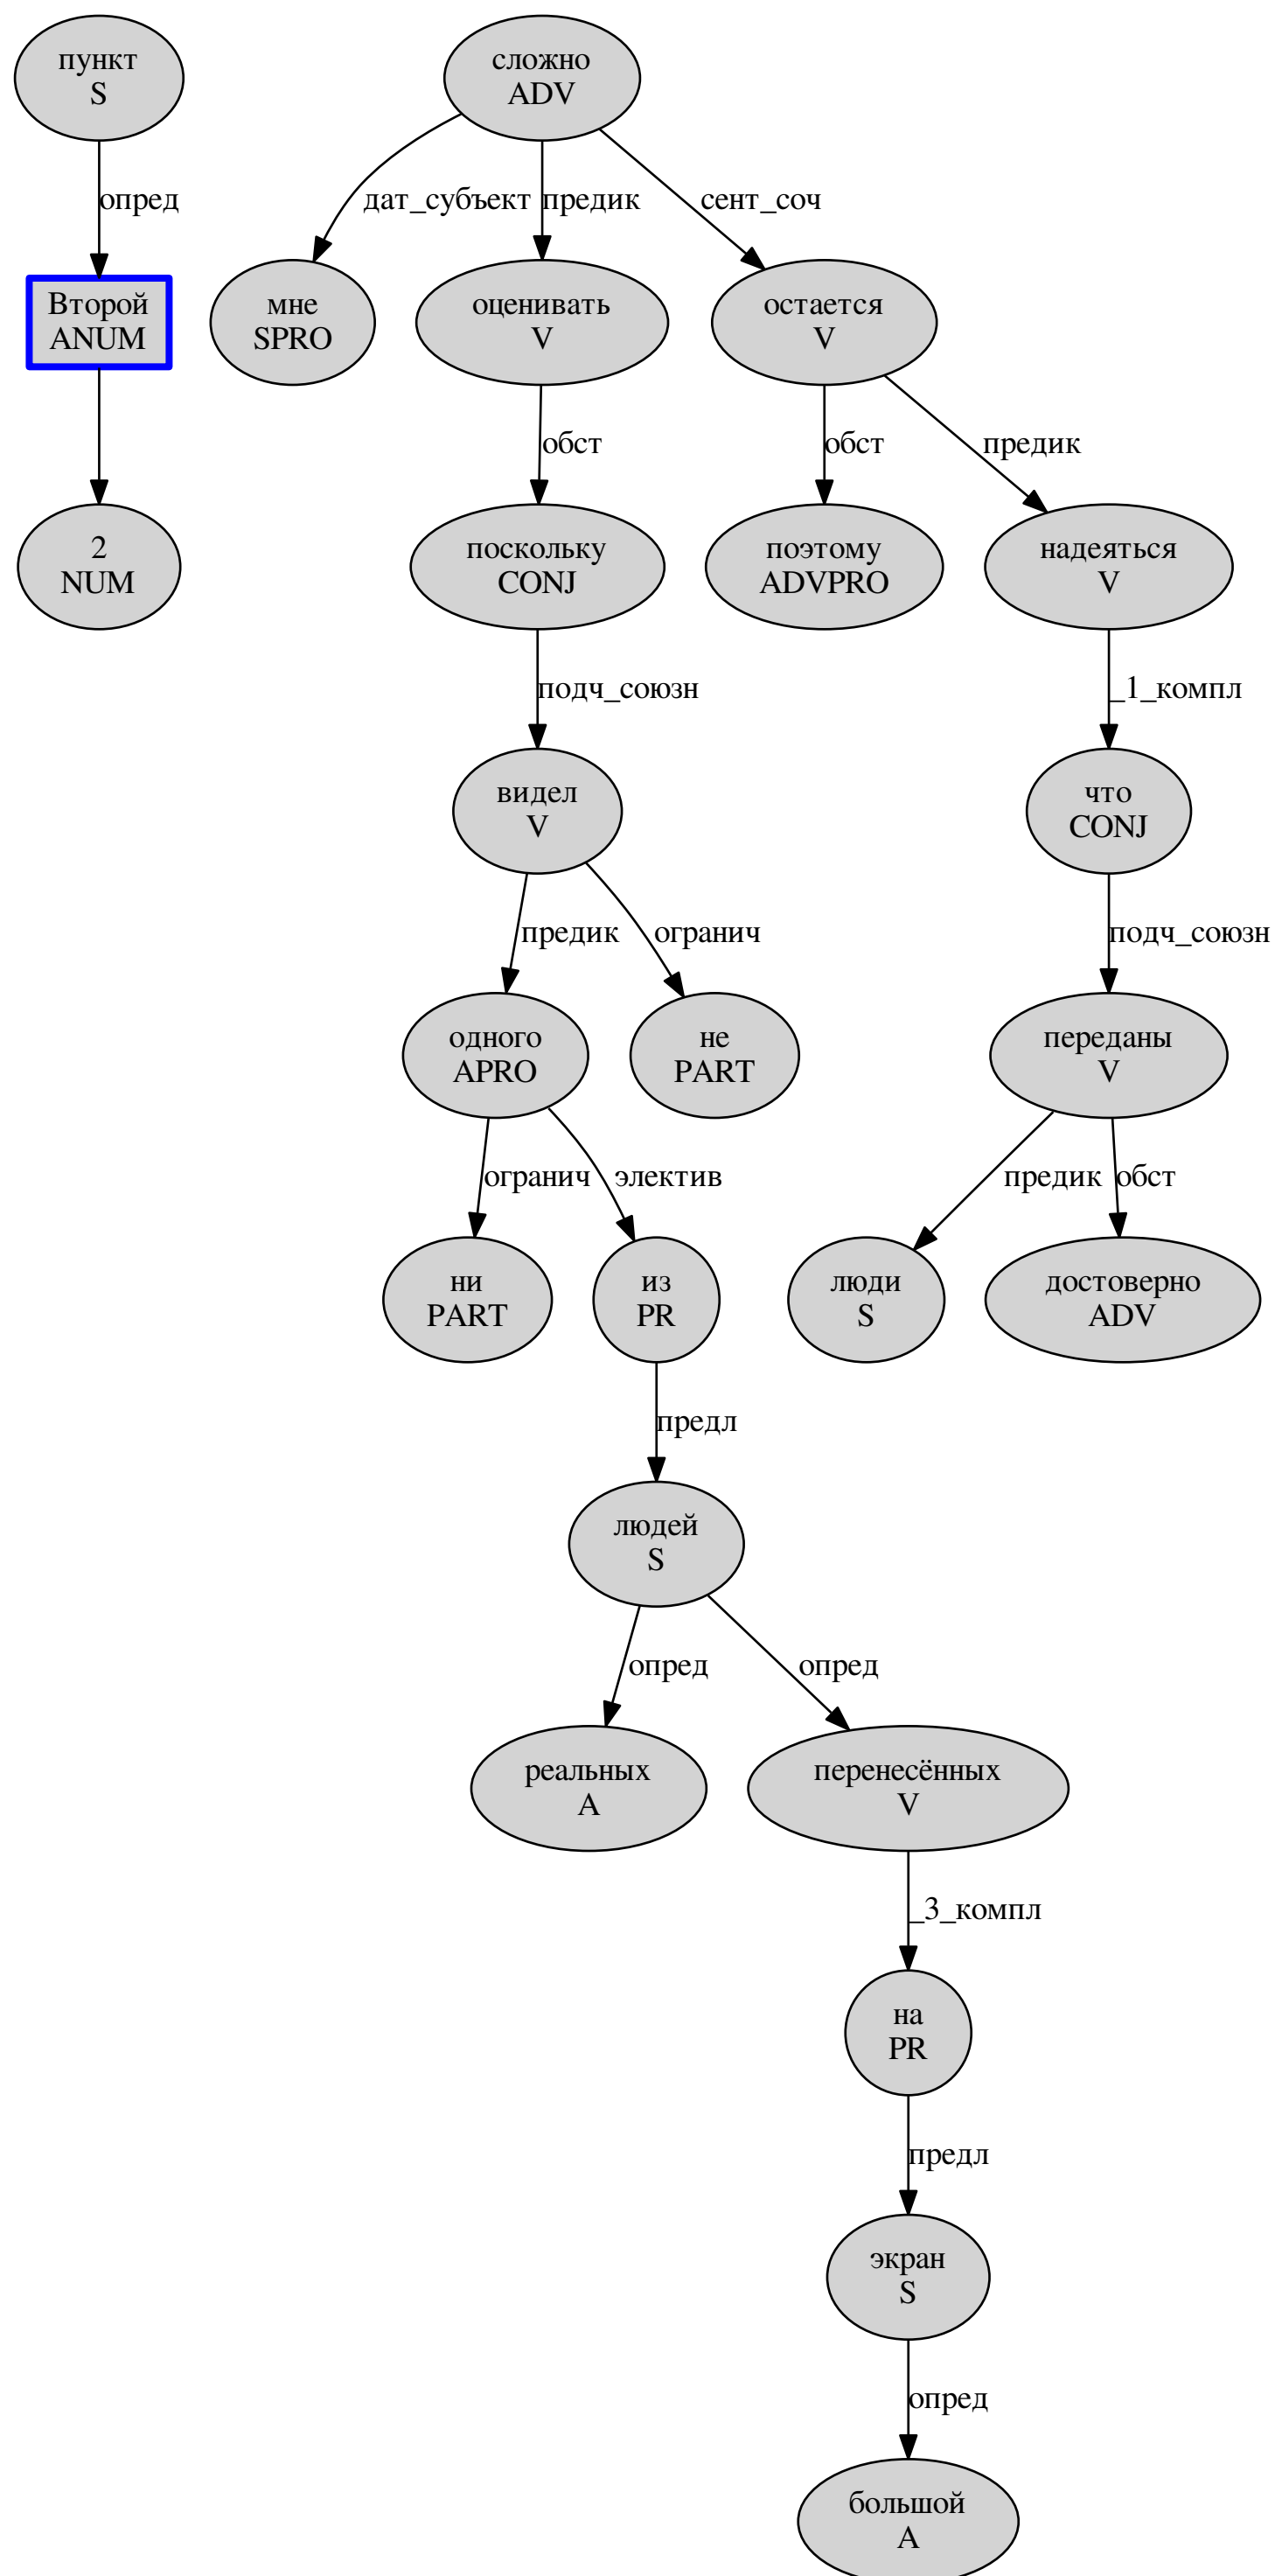 пункт
S
сложно
ADV
опред
дат_субъект
предик
сент_соч
Второй
ANUM
мне
SPRO
оценивать
V
остается
V
обст
обст
предик
2
NUM
поскольку
CONJ
поэтому
ADVPRO
надеяться
V
подч_союзн
_1_компл
видел
V
что
CONJ
предик
огранич
подч_союзн
одного
APRO
не
PART
переданы
V
огранич
электив
предик
обст
ни
PART
из
PR
люди
S
достоверно
ADV
предл
людей
S
опред
опред
реальных
A
перенесённых
V
_3_компл
на
PR
предл
экран
S
опред
большой
A